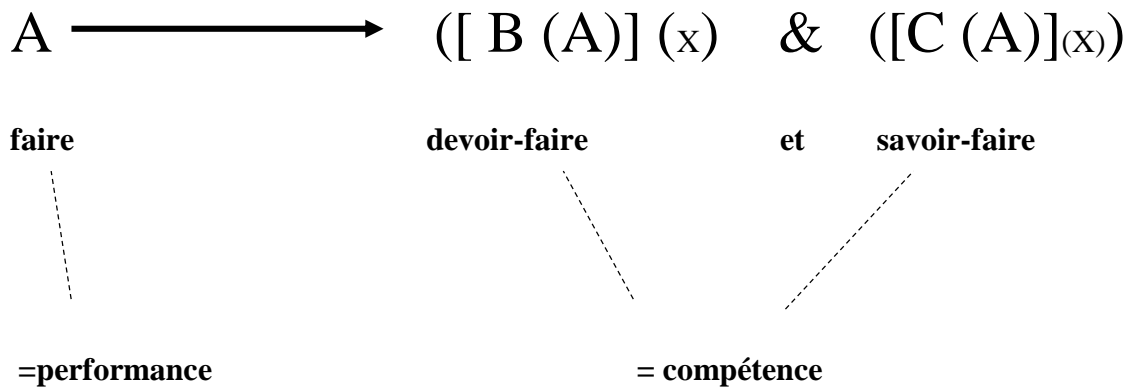 A ([ B (A)] (x) & ([C (A)](X))
faire devoir-faire et savoir-faire
=performance = compétence